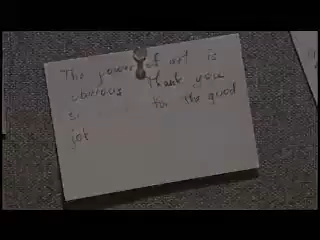 The power of art is
obvious Thank you
for the good
job